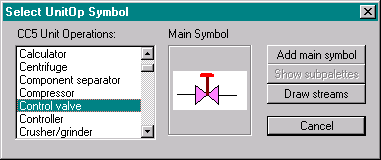 Select UnitOp Symbol
CC5 Unit Operations:
Main Symbol
Calculator
Centrifuge
Component separator
Compressor
Control valve
Controller
Crusher/grinder
Add main symbol
Show subpalettes
Draw streams
Cancel